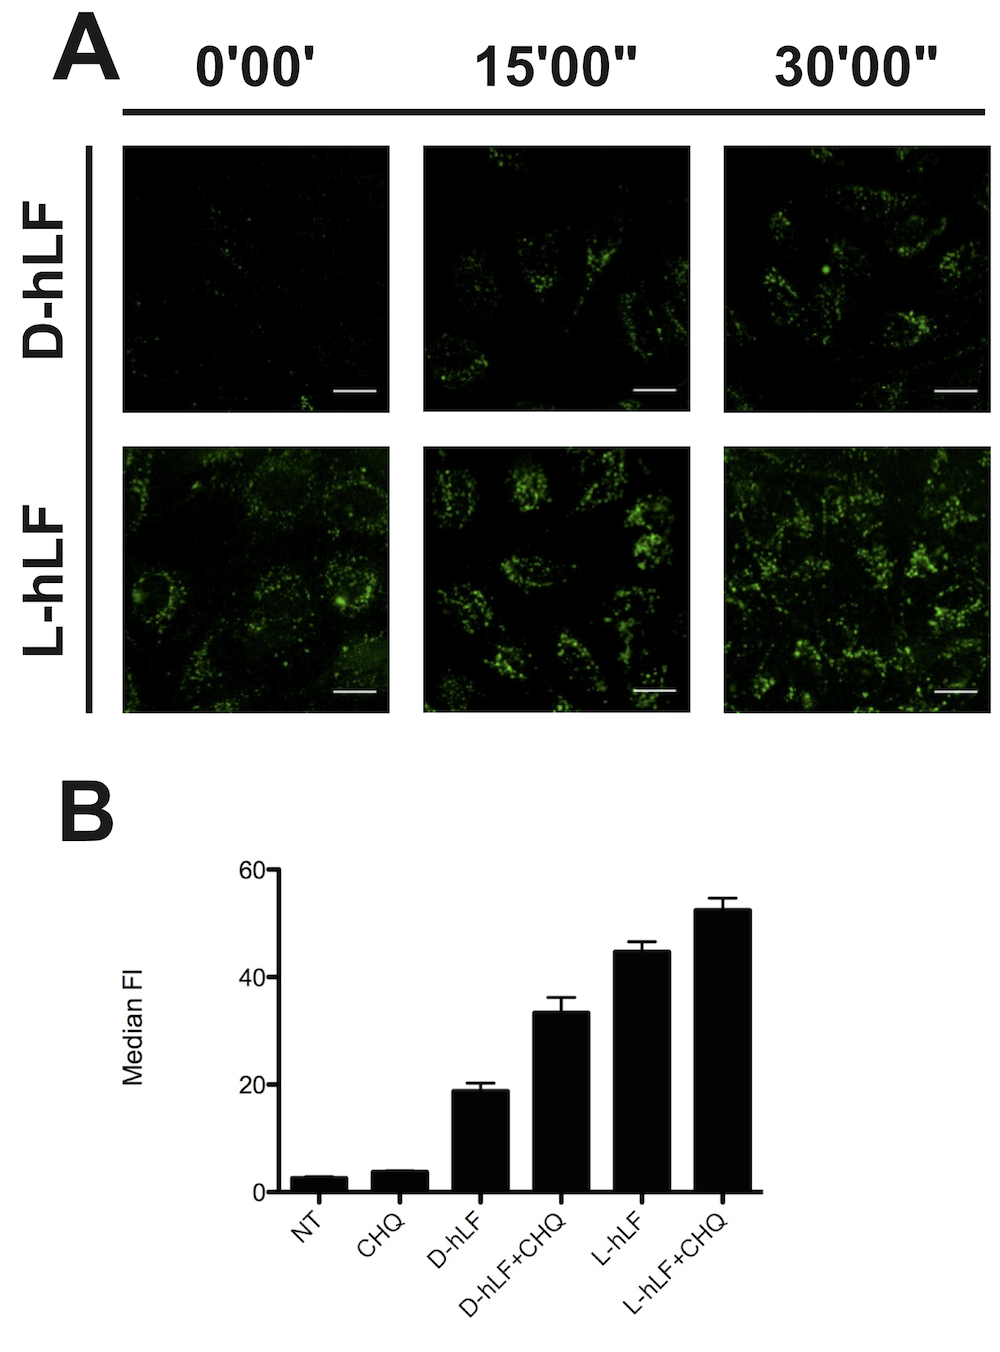 A
0'00' 15'00" 30'00"
D-hLF
L-hLF
B
Median FI
60
40
20
0
NT CHQ D-hLF D-hLF+CHQ L-hLF L-hLF+CHQ